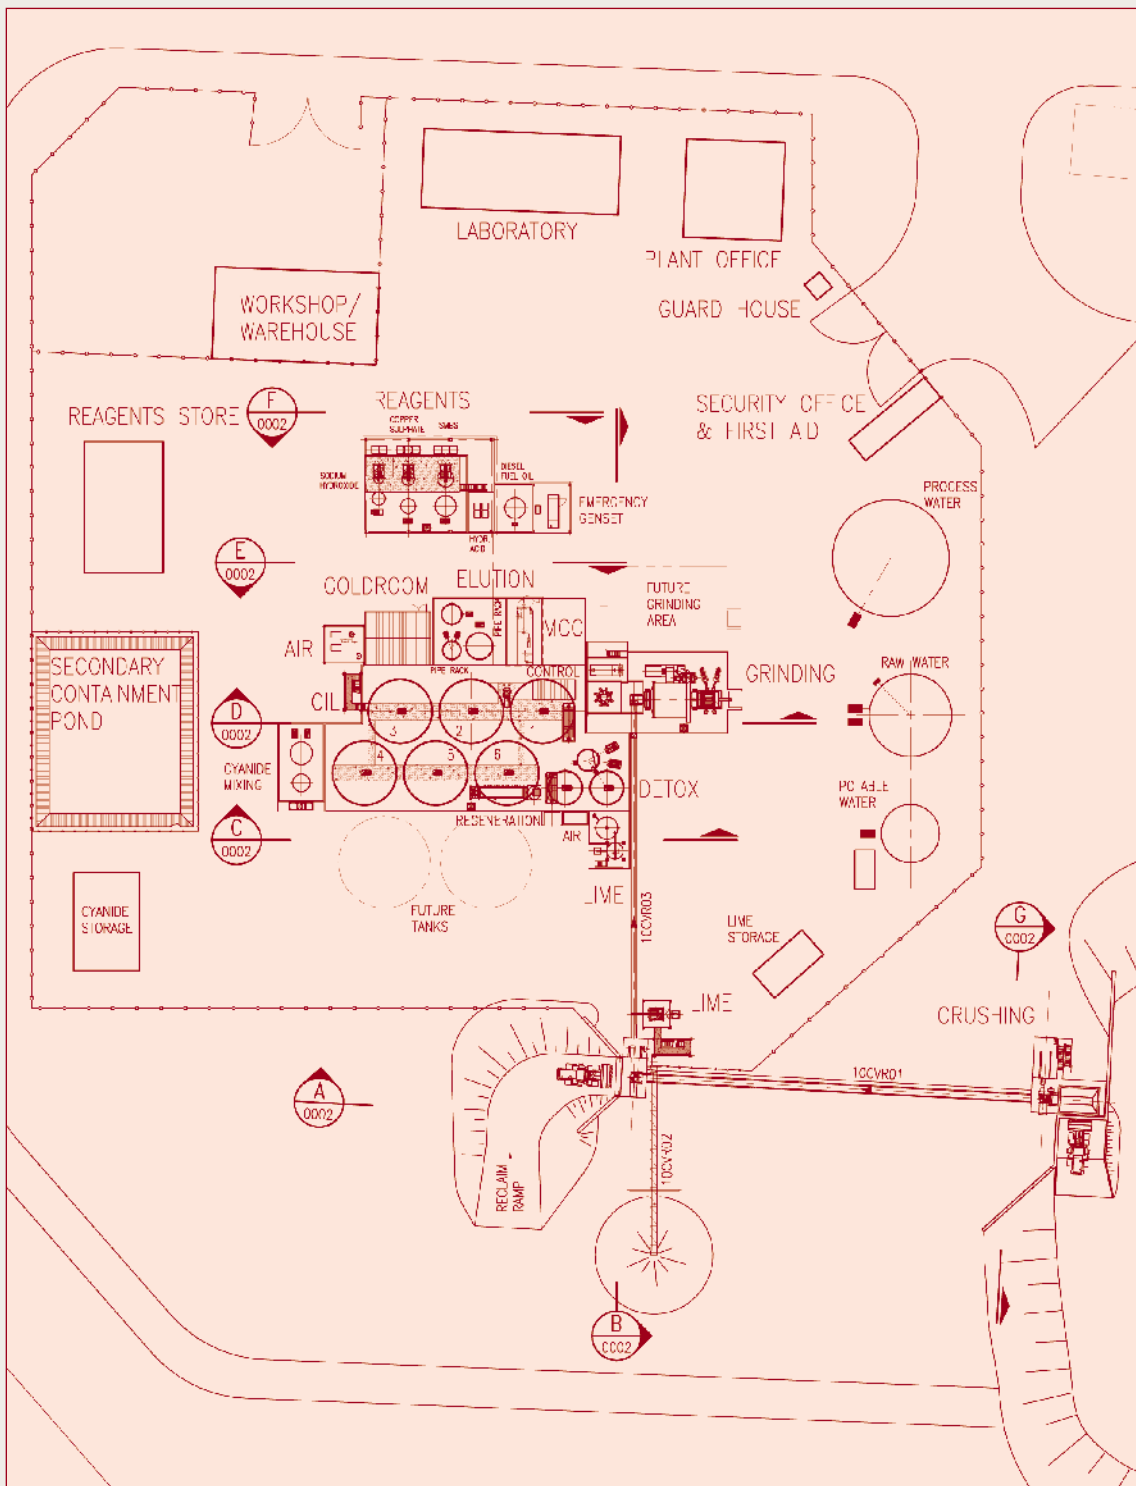 LABORATORY
PLANT OFFICE
GUARD HOUSE
WORKSHOP/
WAREHOUSE
REAGENTS STORE
F
0002
REAGENTS
COPPER
SULPHATE
SMBS
SODIUM
HYDROXIDE
DIESEL
FUEL OIL
HYDR.
ACID
EMERGENCY
GENSET
SECURITY OFFICE
& FIRST AID
PROCESS
WATER
E
0002
GOLDROOM
ELUTION
PIPE RACK
MCC
FUTURE
GRINDING
AREA
AIR
PIPE RACK
CONTROL
GRINDING
RAW WATER
SECONDARY
CONTAINMENT
POND
CIL
D
0002
3
2
1
4
5
6
CYANIDE
MIXING
DETOX
POTABLE
WATER
C
0002
REGENERATION
AIR
LIME
FUTURE
TANKS
CYANIDE
STORAGE
10CVR03
LIME
STORAGE
G
0002
LIME
CRUSHING
10CVR01
A
0002
10CVR02
RECLAIM
RAMP
B
0002